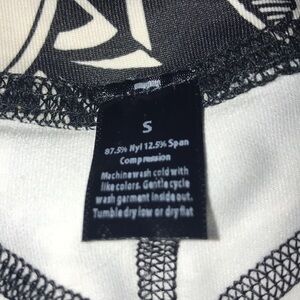 S
87.5% Nyl 12.5% Span
Compression
Machine wash cold with
like colors. Gentle cycle
wash garment inside out.
Tumble dry low or dry flat